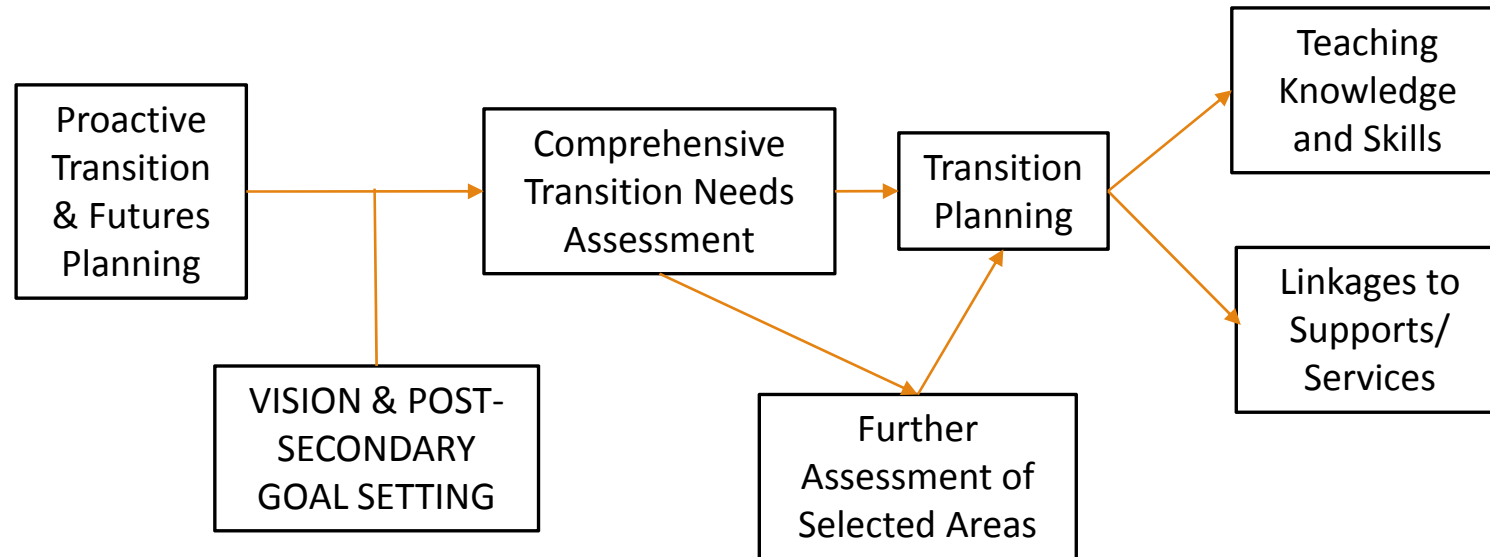 Proactive
Transition
& Futures
Planning
VISION & POST-
SECONDARY
GOAL SETTING
Comprehensive
Transition Needs
Assessment
Further
Assessment of
Selected Areas
Transition
Planning
Teaching
Knowledge
and Skills
Linkages to
Supports/
Services